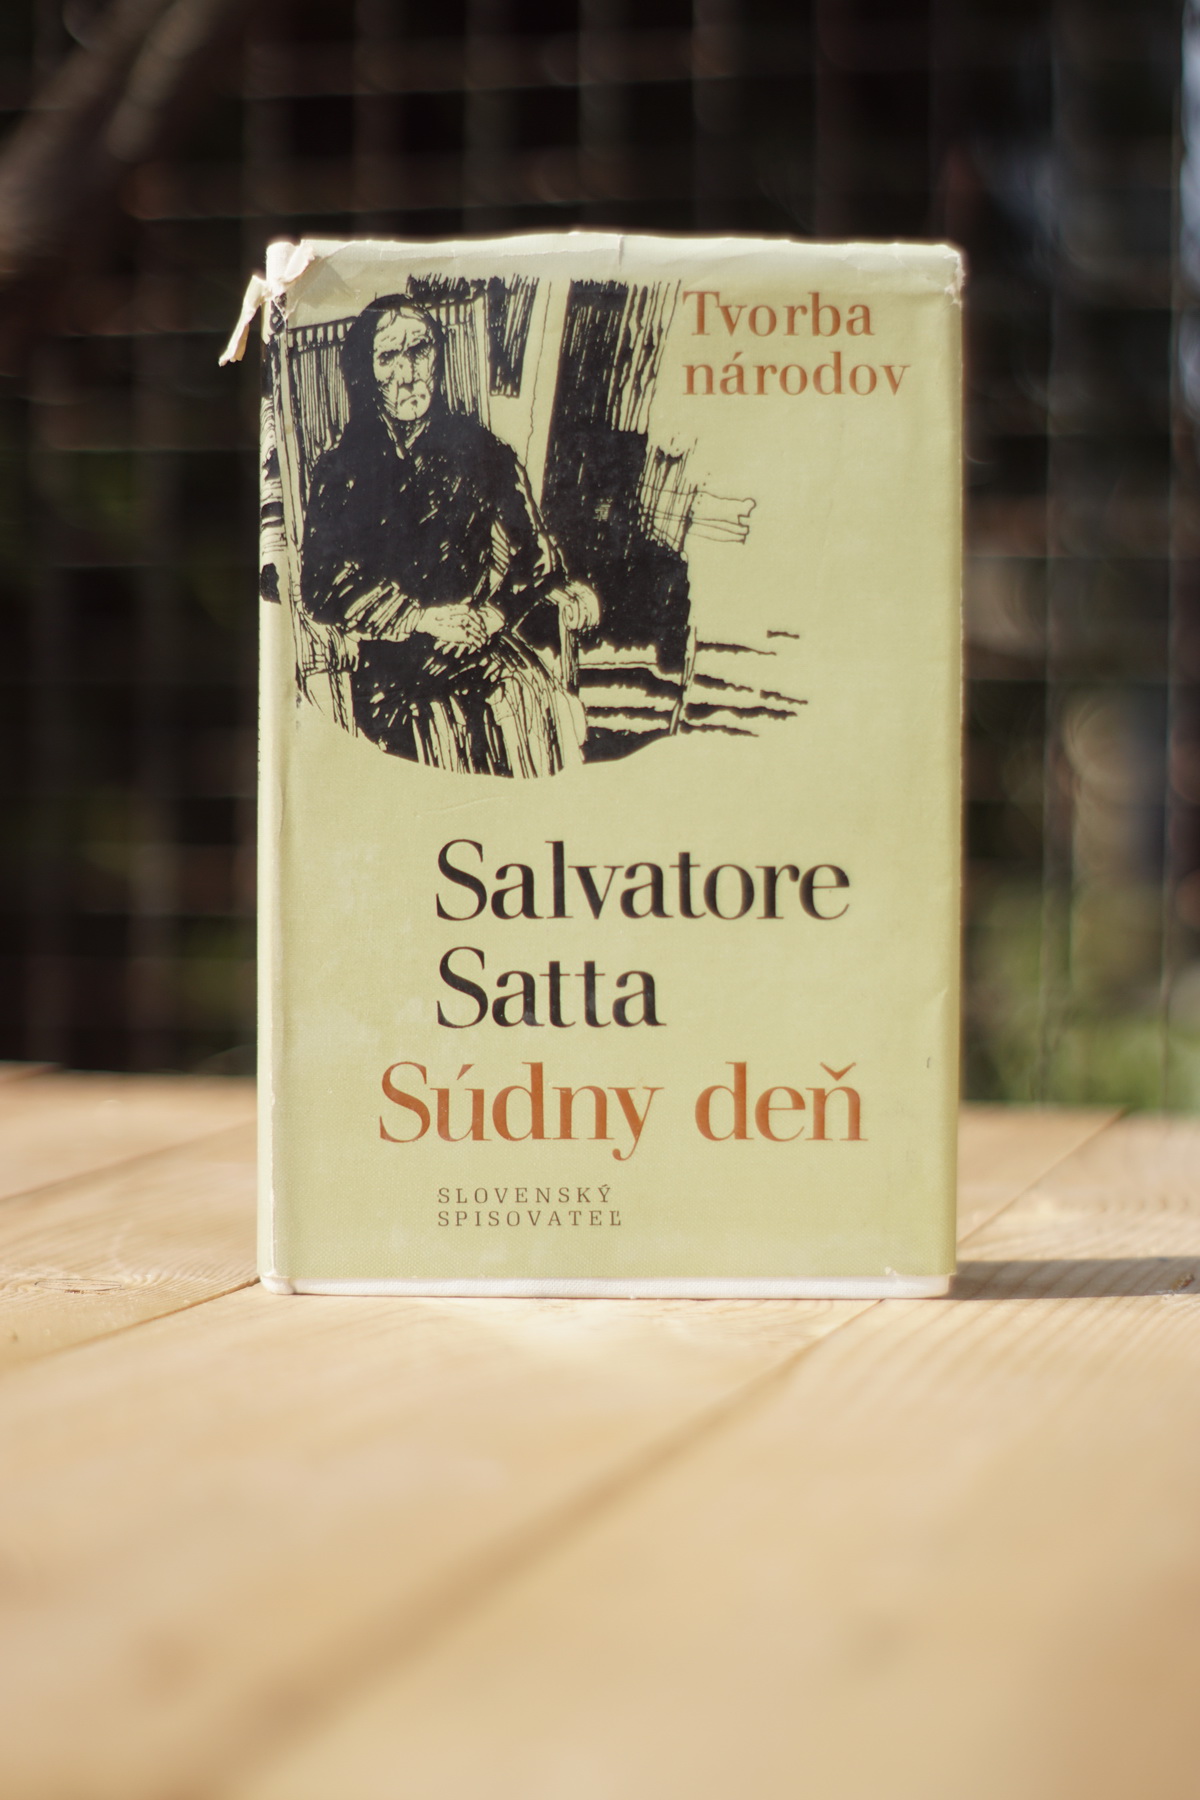 Tvorba
národov
Salvatore
Satta
Súdny deň
SLOVENSKÝ
SPISOVATEĽ